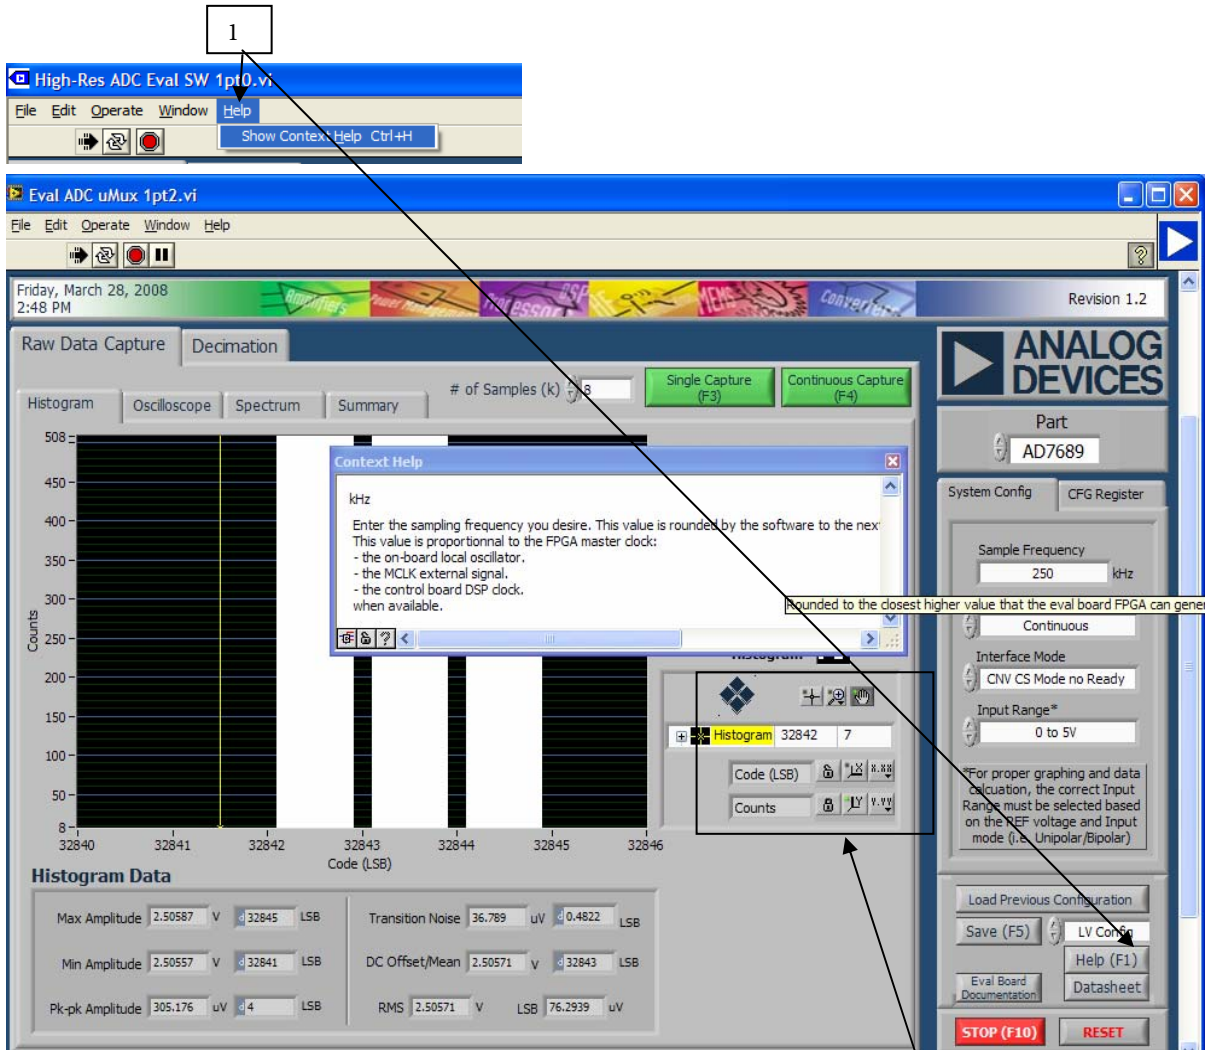 1
High-Res ADC Eval SW 1pt0.vi
File Edit Operate Window Help
Show Context Help Ctrl+H
Eval ADC uMux 1pt2.vi
File Edit Operate Window Help
Friday, March 28, 2008
2:48 PM
Amplifiers Power Management Processors DSP MEMS Converters
Revision 1.2
Raw Data Capture Decimation
ANALOG
DEVICES
# of Samples (k) 8
Single Capture
(F3)
Continuous Capture
(F4)
Histogram Oscilloscope Spectrum Summary
Part
AD7689
508
450
400
350
300
250
200
150
100
50
8
Counts
32840 32841 32842 32843 32844 32845 32846
Code (LSB)
Context Help
kHz
Enter the sampling frequency you desire. This value is rounded by the software to the nex
This value is proportionnal to the FPGA master clock:
- the on-board local oscillator.
- the MCLK external signal.
- the control board DSP clock.
when available.
System Config CFG Register
Sample Frequency
250 kHz
Rounded to the closest higher value that the eval board FPGA can gener
Continuous
Interface Mode
CNV CS Mode no Ready
Input Range*
0 to 5V
*For proper graphing and data
calcuation, the correct Input
Range must be selected based
on the REF voltage and Input
mode (i.e. Unipolar/Bipolar)
Histogram
Histogram 32842 7
Code (LSB) X.XX
Counts Y.YY
Histogram Data
Max Amplitude 2.50587 V d 32845 LSB
Min Amplitude 2.50557 V d 32841 LSB
Pk-pk Amplitude 305.176 uV d 4 LSB
Transition Noise 36.789 uV d 0.4822 LSB
DC Offset/Mean 2.50571 V d 32843 LSB
RMS 2.50571 V LSB 76.2939 uV
Load Previous Configuration
Save (F5) LV Config
Help (F1)
Eval Board
Documentation
Datasheet
STOP (F10) RESET